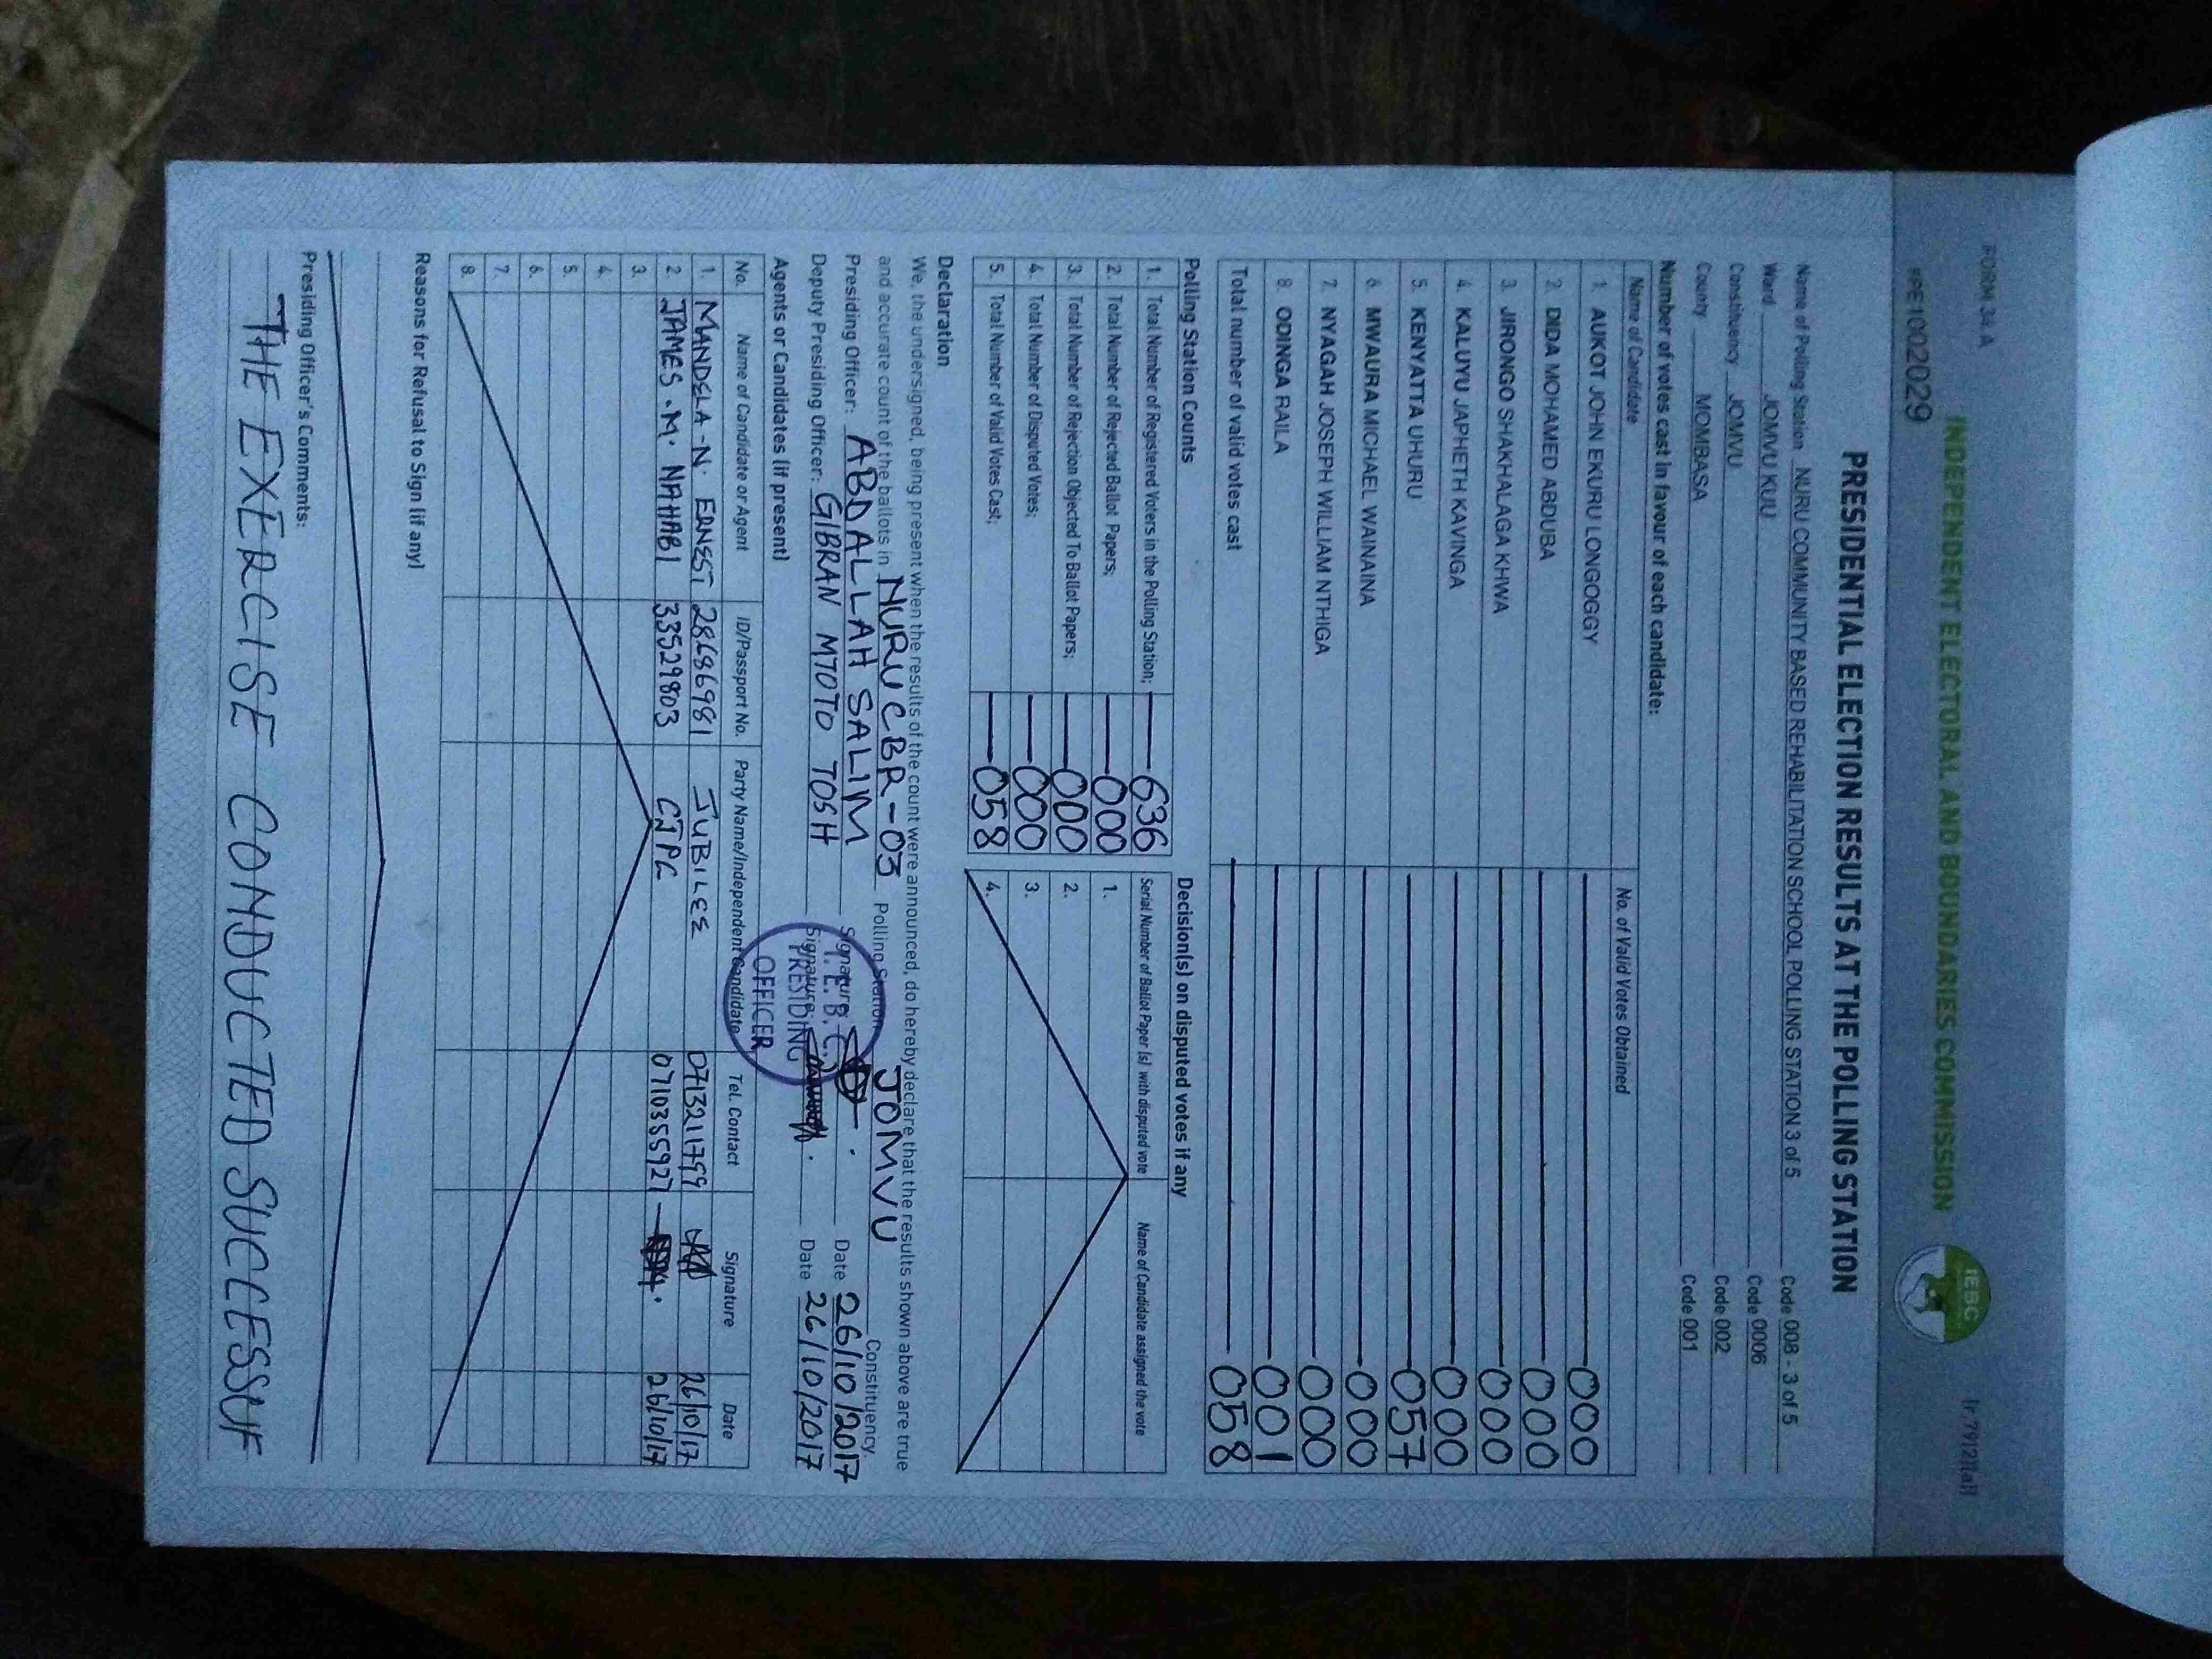 FORM 34 A
(r.79)(2)(a))
INDEPENDENT ELECTORAL AND BOUNDARIES COMMISSION
IEBC
PRESIDENTIAL ELECTION RESULTS AT THE POLLING STATION
Name of Polling Station NURU COMMUNITY BASED REHABILITATION SCHOOL POLLING STATION 3 of 5 Code 008 - 3 of 5
Ward JOMVU KUU Code 0006
Constituency JOMVU Code 002
County MOMBASA Code 001
Number of votes cast in favour of each candidate:
Name of Candidate No. of Valid Votes Obtained
1. AUKOT JOHN EKURU LONGOGGY 000
2. DIDA MOHAMED ABDUBA 000
3. JIRONGO SHAKHALAGA KHWA 000
4. KALUYU JAPHETH KAVINGA 000
5. KENYATTA UHURU 057
6. MWAURA MICHAEL WAINAINA 000
7. NYAGAH JOSEPH WILLIAM NTHIGA 000
8. ODINGA RAILA 001
Total number of valid votes cast 058
Polling Station Counts
1. Total Number of Registered Voters in the Polling Station; 636
2. Total Number of Rejected Ballot Papers; 000
3. Total Number of Rejection Objected To Ballot Papers; 000
4. Total Number of Disputed Votes; 000
5. Total Number of Valid Votes Cast; 058
Decision(s) on disputed votes if any
Serial Number of Ballot Paper (s) with disputed vote Name of Candidate assigned the vote
1.
2.
3.
4.
Declaration
We, the undersigned, being present when the results of the count were announced, do hereby declare that the results shown above are true
and accurate count of the ballots in NURU CBR - 03 Polling Station JOMVU Constituency.
Presiding Officer: ABDALLAH SALIM Signature Date 26/10/2017
Deputy Presiding Officer: GIBRAN MTOTO TOSH Signature: Date 26/10/2017
I. E. B. C.
PRESIDING
OFFICER
Agents or Candidates (if present)
No. Name of Candidate or Agent ID/Passport No. Party Name/Independent Candidate Tel. Contact Signature Date
1. MANDELA .N. ERNEST 28686981 JUBILEE 0713211799 26/10/17
2. JAMES .M. NAHABI 33529803 CJPC 0710355927 26/10/17
3.
4.
5.
6.
7.
8.
Reasons for Refusal to Sign (if any)
Presiding Officer's Comments:
THE EXERCISE CONDUCTED SUCCESSUF